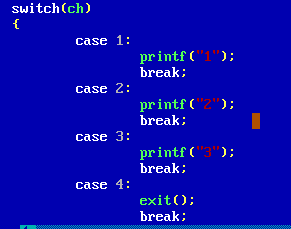 switch(ch)
{
case 1:
printf("1");
break;
case 2:
printf("2");
break;
case 3:
printf("3");
break;
case 4:
exit();
break;